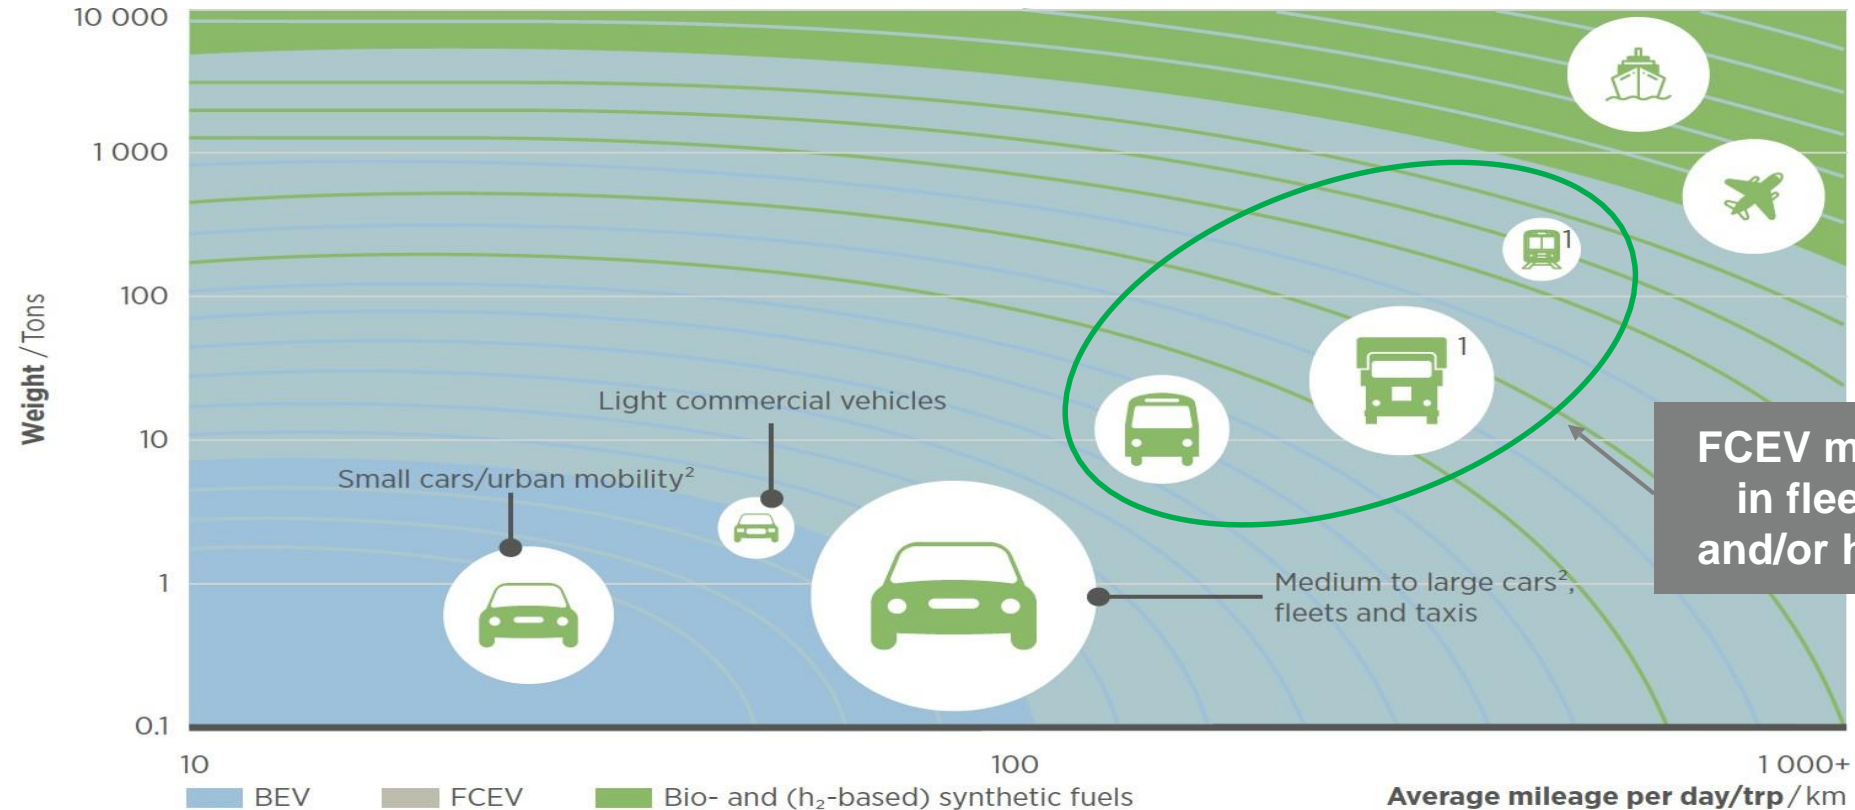 10 000
1 000
100
10
1
0.1
Weight / Tons
1
1
Light commercial vehicles
Small cars/urban mobility²
FCEV
in
and/or
Medium to large cars²,
fleets and taxis
10
100
1 000+
BEV
FCEV
Bio- and (h₂-based) synthetic fuels
Average mileage per day/trp / km